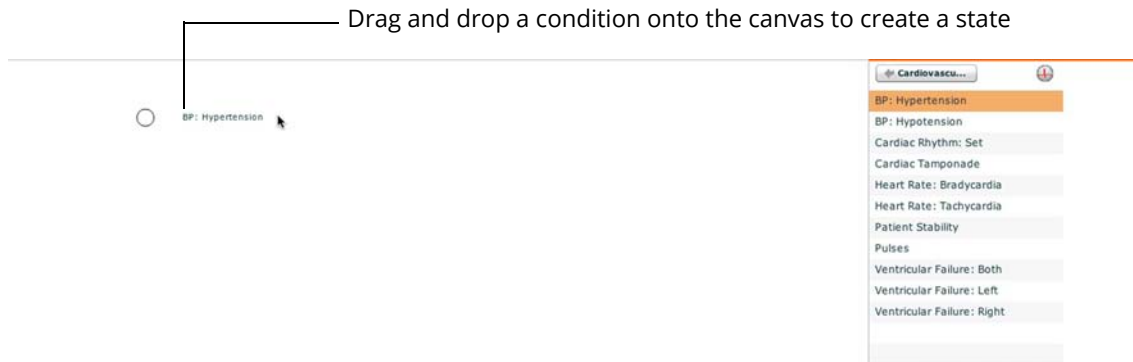 Drag and drop a condition onto the canvas to create a state
Cardiovascu...
BP: Hypertension
BP: Hypertension
BP: Hypotension
Cardiac Rhythm: Set
Cardiac Tamponade
Heart Rate: Bradycardia
Heart Rate: Tachycardia
Patient Stability
Pulses
Ventricular Failure: Both
Ventricular Failure: Left
Ventricular Failure: Right